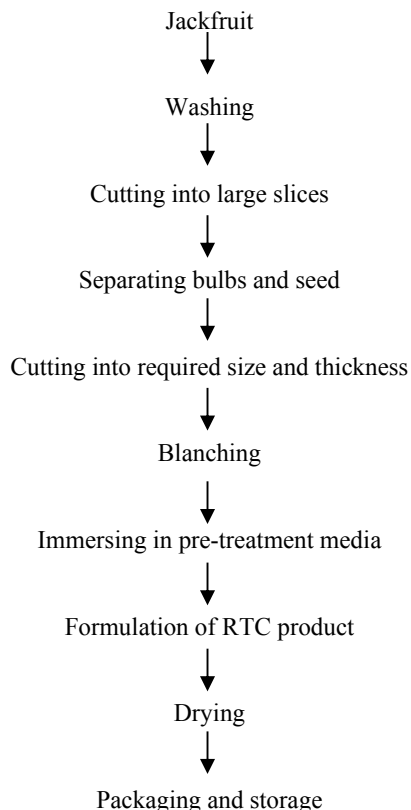 Jackfruit
Washing
Cutting into large slices
Separating bulbs and seed
Cutting into required size and thickness
Blanching
Immersing in pre-treatment media
Formulation of RTC product
Drying
Packaging and storage